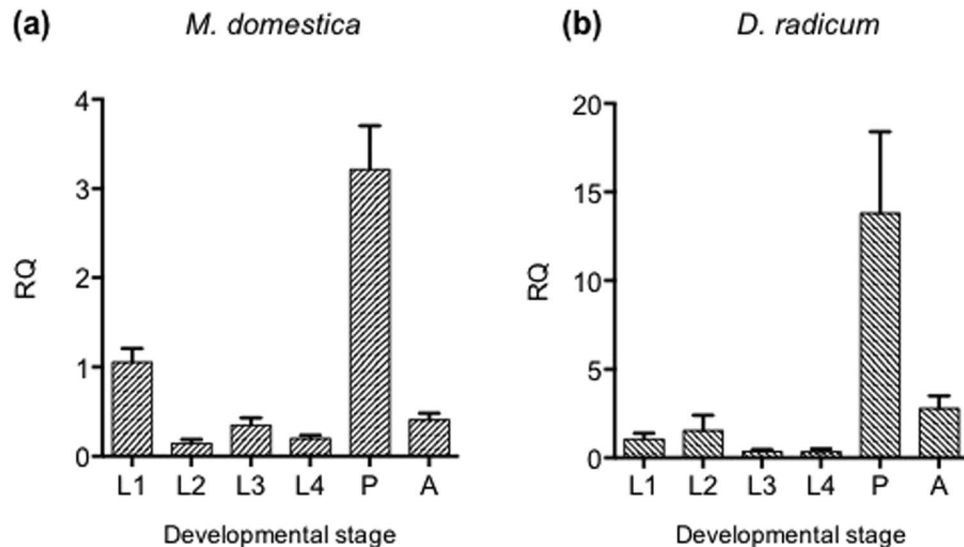 (a) M. domestica
4
3
2
1
0
RQ
L1 L2 L3 L4 P A
Developmental stage
(b) D. radicum
20
15
10
5
0
RQ
L1 L2 L3 L4 P A
Developmental stage